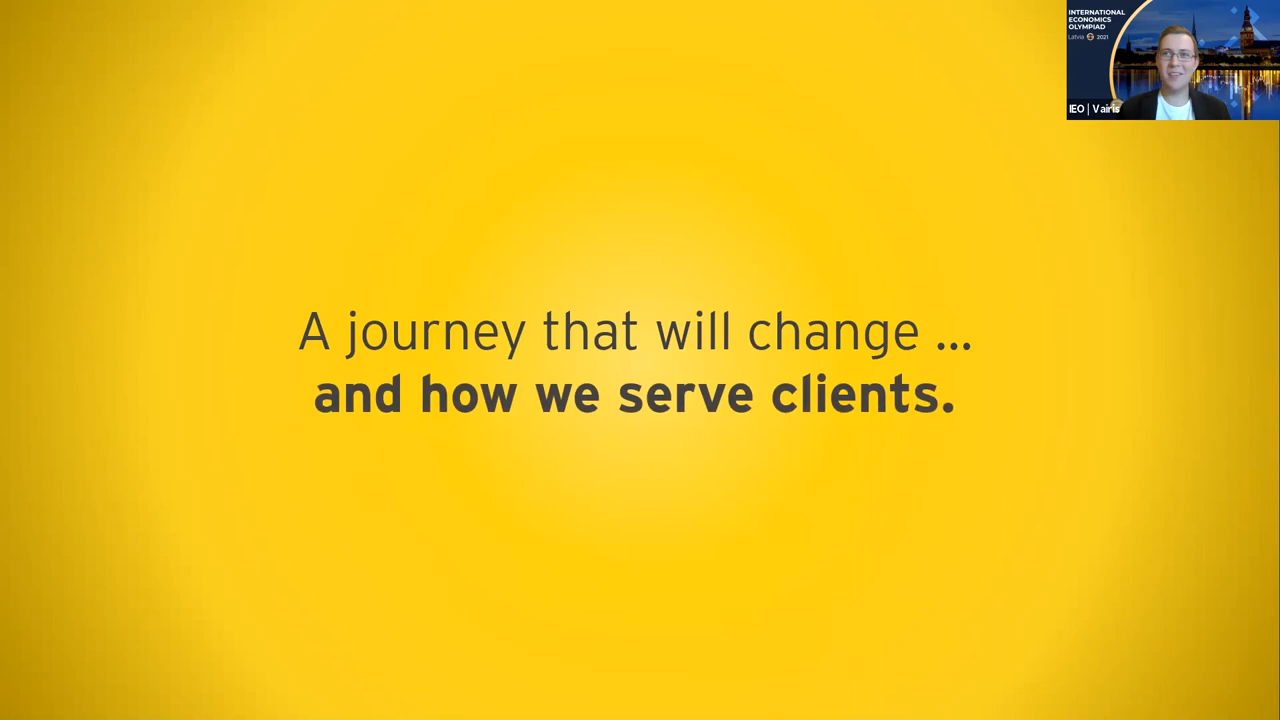 A journey that will change ...
and how we serve clients.
INTERNATIONAL
ECONOMICS
OLYMPIAD
Latvia 2021
IEO | Vairis